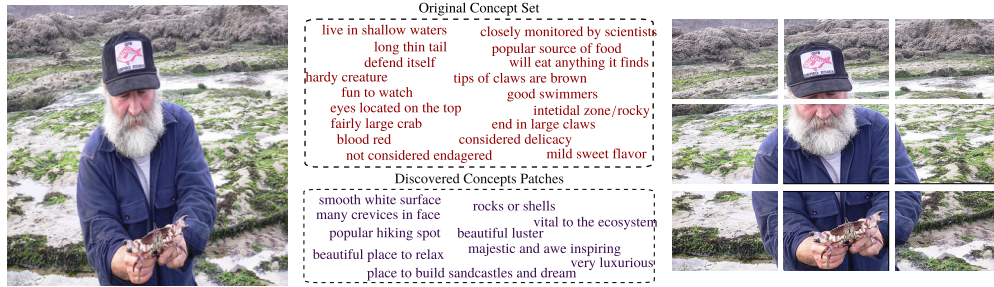 Original Concept Set
live in shallow waters
closely monitored by scientists
long thin tail
popular source of food
defend itself
will eat anything it finds
hardy creature
tips of claws are brown
fun to watch
good swimmers
eyes located on the top
intetidal zone/rocky
fairly large crab
end in large claws
blood red
considered delicacy
not considered endagered
mild sweet flavor
Discovered Concepts Patches
smooth white surface
rocks or shells
many crevices in face
vital to the ecosystem
popular hiking spot
beautiful luster
beautiful place to relax
majestic and awe inspiring
very luxurious
place to build sandcastles and dream